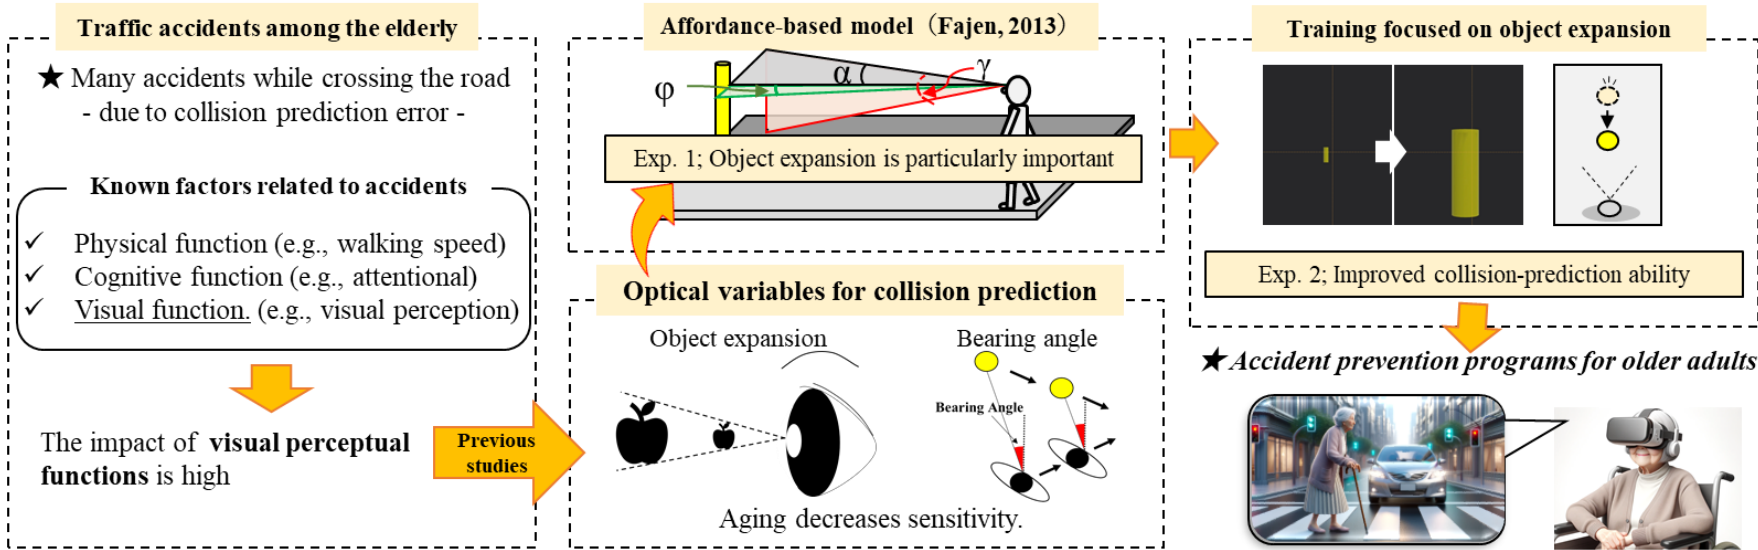 Traffic accidents among the elderly
★ Many accidents while crossing the road
- due to collision prediction error -
Known factors related to accidents
✓ Physical function (e.g., walking speed)
✓ Cognitive function (e.g., attentional)
✓ Visual function. (e.g., visual perception)
The impact of visual perceptual
functions is high
Previous
studies
Affordance-based model（Fajen, 2013）
α
γ
φ
Exp. 1; Object expansion is particularly important
Optical variables for collision prediction
Object expansion
Bearing angle
Bearing Angle
Aging decreases sensitivity.
Training focused on object expansion
Exp. 2; Improved collision-prediction ability
★ Accident prevention programs for older adults